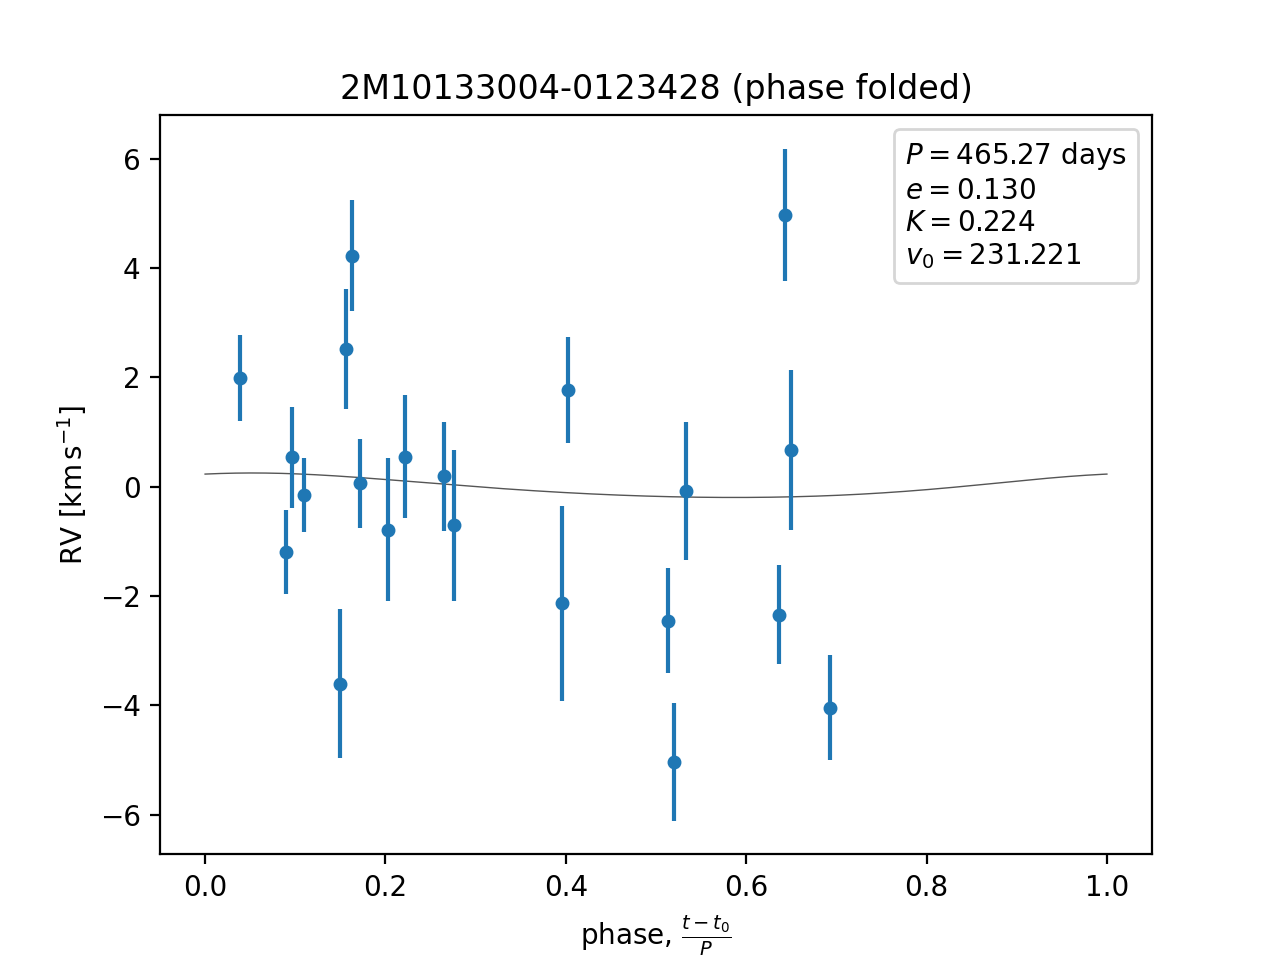 2M10133004-0123428 (phase folded)
P = 465.27 days
e = 0.130
K = 0.224
v₀ = 231.221
RV [km s⁻¹]
6
4
2
0
−2
−4
−6
0.0 0.2 0.4 0.6 0.8 1.0
phase, (t − t₀)/P